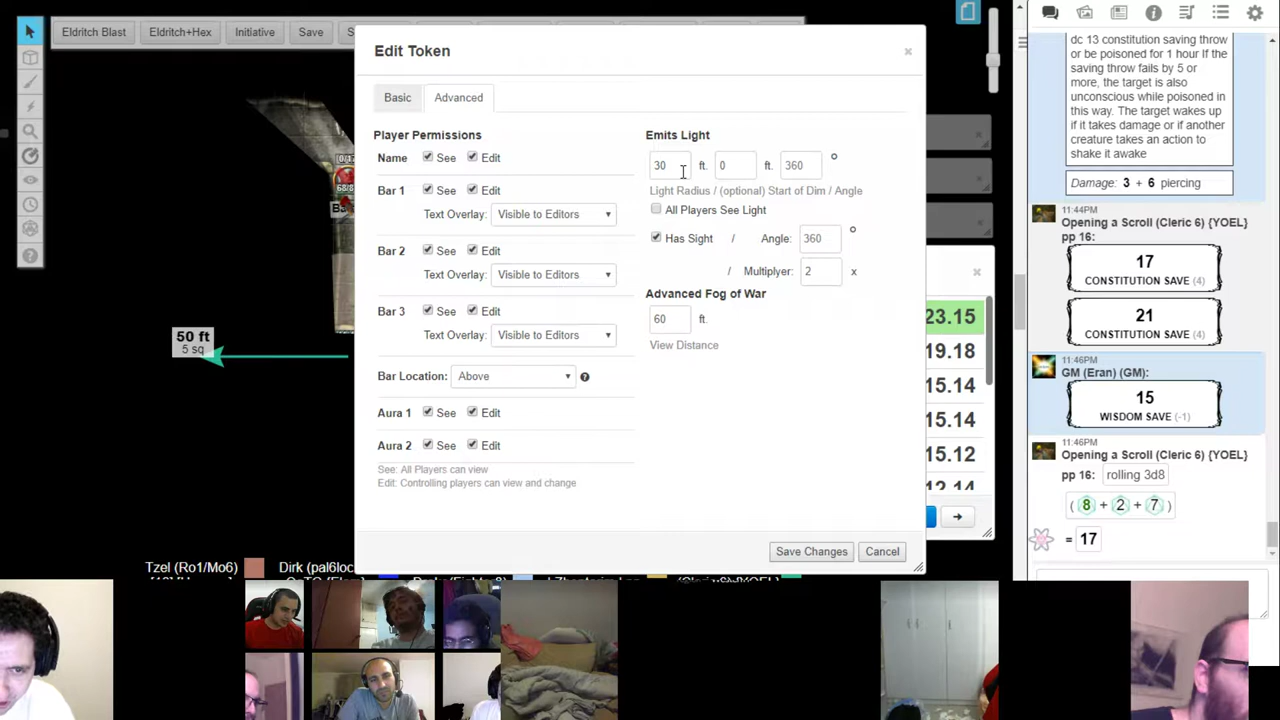 Eldritch Blast
Eldritch+Hex
Initiative
Save
Edit Token
×
Basic
Advanced
Player Permissions
Name See Edit
Bar 1 See Edit
Text Overlay: Visible to Editors
Bar 2 See Edit
Text Overlay: Visible to Editors
Bar 3 See Edit
Text Overlay: Visible to Editors
Bar Location: Above
Aura 1 See Edit
Aura 2 See Edit
See: All Players can view
Edit: Controlling players can view and change
Emits Light
30 ft. 0 ft. 360 °
Light Radius / (optional) Start of Dim / Angle
All Players See Light
Has Sight / Angle: 360 °
/ Multiplyer: 2 x
Advanced Fog of War
60 ft.
View Distance
Save Changes
Cancel
50 ft
5 sq
23.15
19.18
15.14
15.14
15.12
12.14
dc 13 constitution saving throw
or be poisoned for 1 hour If the
saving throw fails by 5 or
more, the target is also
unconscious while poisoned
in this way. The target wakes up
if it takes damage or if another
creature takes an action to
shake it awake
Damage: 3 + 6 piercing
11:44PM
Opening a Scroll (Cleric 6) {YOEL}
pp 16:
17
CONSTITUTION SAVE (4)
21
CONSTITUTION SAVE (4)
11:46PM
GM (Eran) (GM):
15
WISDOM SAVE (-1)
11:46PM
Opening a Scroll (Cleric 6) {YOEL}
pp 16: rolling 3d8
( 8 + 2 + 7 )
= 17
Tzel (Ro1/Mo6)
Dirk (pal6loc